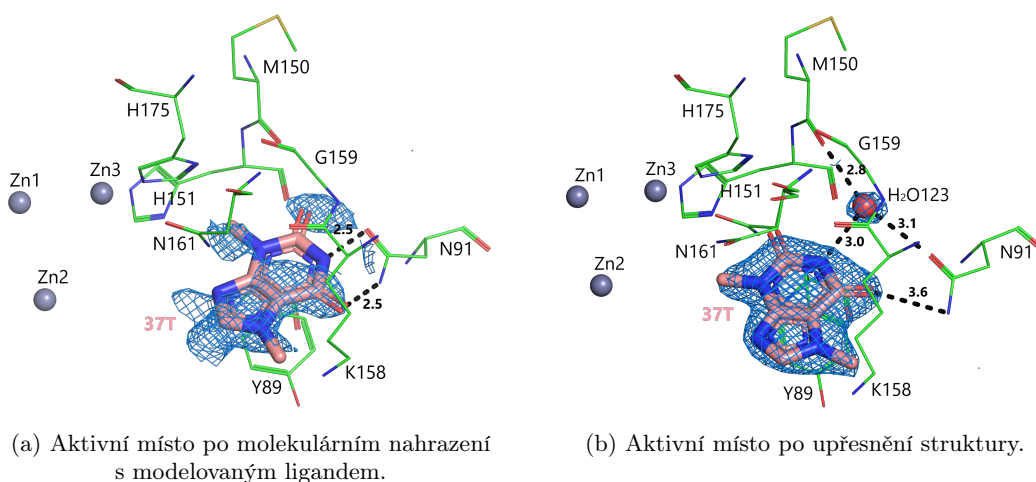 M150
H175
G159
Zn3
Zn1
H151
2.5
N161
N91
Zn2
2.5
37T
K158
Y89
(a) Aktivní místo po molekulárním nahrazení
s modelovaným ligandem.
M150
H175
G159
2.8
Zn3
Zn1
H151
H₂O123
3.1
N161
3.0
N91
Zn2
3.6
37T
K158
Y89
(b) Aktivní místo po upřesnění struktury.